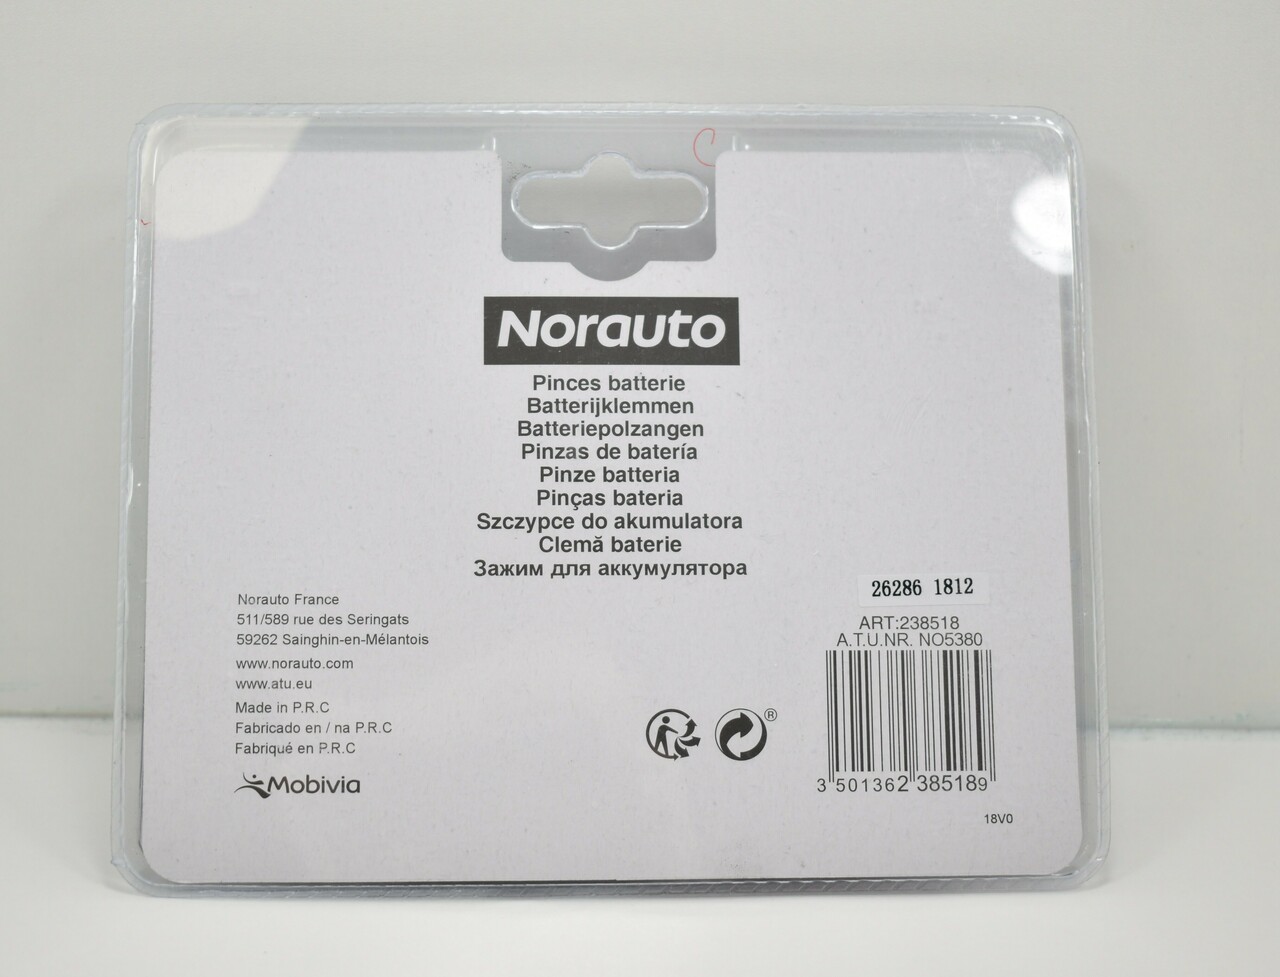 Norauto
Pinces batterie
Batterijklemmen
Batteriepolzangen
Pinzas de batería
Pinze batteria
Pinças bateria
Szczypce do akumulatora
Clemă baterie
Зажим для аккумулятора
Norauto France
511/589 rue des Seringats
59262 Sainghin-en-Mélantois
www.norauto.com
www.atu.eu
Made in P.R.C
Fabricado en / na P.R.C
Fabriqué en P.R.C
Mobivia
®
26286 1812
ART:238518
A.T.U.NR. NO5380
3 501362 385189
18V0